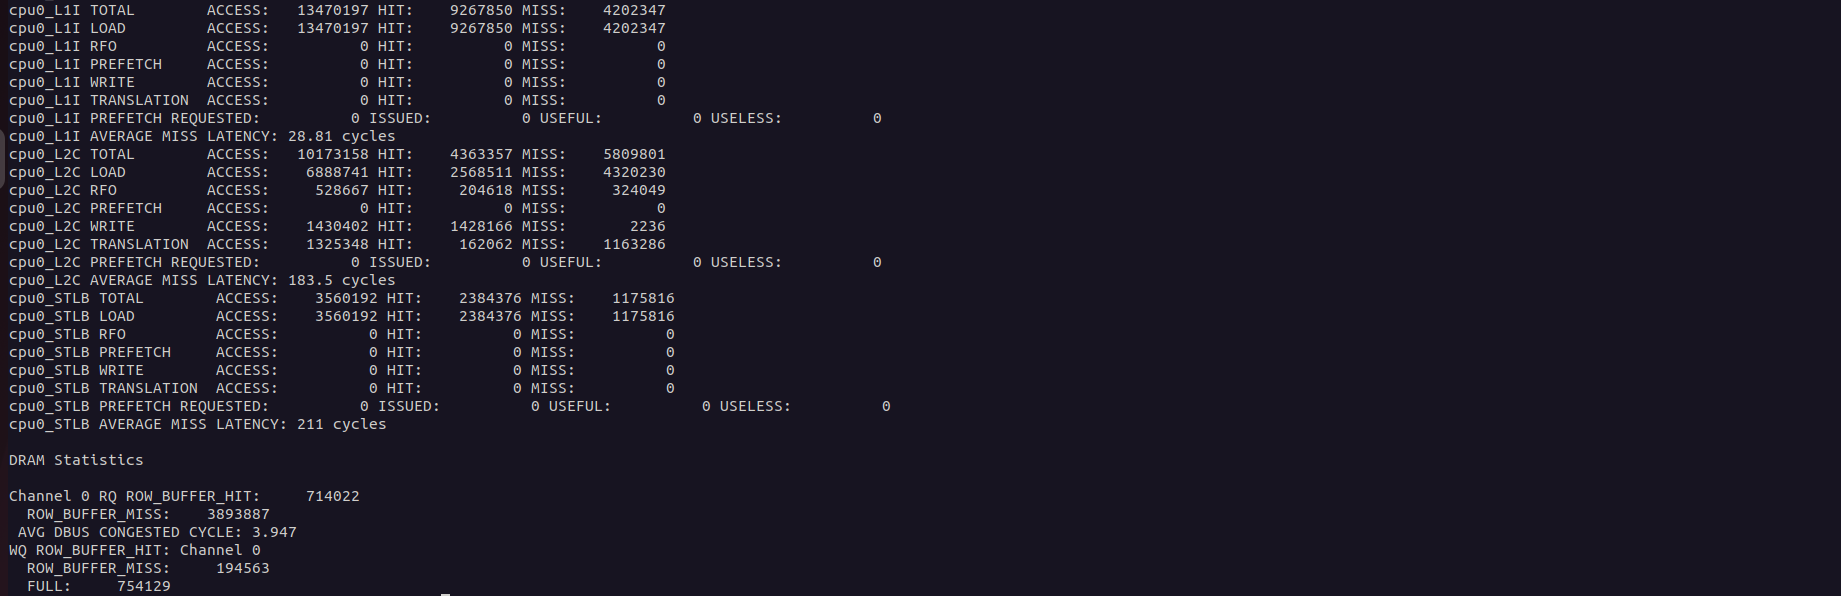 cpu0_L1I TOTAL        ACCESS:   13470197 HIT:    9267850 MISS:    4202347
cpu0_L1I LOAD         ACCESS:   13470197 HIT:    9267850 MISS:    4202347
cpu0_L1I RFO          ACCESS:          0 HIT:          0 MISS:          0
cpu0_L1I PREFETCH     ACCESS:          0 HIT:          0 MISS:          0
cpu0_L1I WRITE        ACCESS:          0 HIT:          0 MISS:          0
cpu0_L1I TRANSLATION  ACCESS:          0 HIT:          0 MISS:          0
cpu0_L1I PREFETCH REQUESTED:          0 ISSUED:          0 USEFUL:          0 USELESS:          0
cpu0_L1I AVERAGE MISS LATENCY: 28.81 cycles
cpu0_L2C TOTAL        ACCESS:   10173158 HIT:    4363357 MISS:    5809801
cpu0_L2C LOAD         ACCESS:    6888741 HIT:    2568511 MISS:    4320230
cpu0_L2C RFO          ACCESS:     528667 HIT:     204618 MISS:     324049
cpu0_L2C PREFETCH     ACCESS:          0 HIT:          0 MISS:          0
cpu0_L2C WRITE        ACCESS:    1430402 HIT:    1428166 MISS:       2236
cpu0_L2C TRANSLATION  ACCESS:    1325348 HIT:     162062 MISS:    1163286
cpu0_L2C PREFETCH REQUESTED:          0 ISSUED:          0 USEFUL:          0 USELESS:          0
cpu0_L2C AVERAGE MISS LATENCY: 183.5 cycles
cpu0_STLB TOTAL        ACCESS:    3560192 HIT:    2384376 MISS:    1175816
cpu0_STLB LOAD         ACCESS:    3560192 HIT:    2384376 MISS:    1175816
cpu0_STLB RFO          ACCESS:          0 HIT:          0 MISS:          0
cpu0_STLB PREFETCH     ACCESS:          0 HIT:          0 MISS:          0
cpu0_STLB WRITE        ACCESS:          0 HIT:          0 MISS:          0
cpu0_STLB TRANSLATION  ACCESS:          0 HIT:          0 MISS:          0
cpu0_STLB PREFETCH REQUESTED:          0 ISSUED:          0 USEFUL:          0 USELESS:          0
cpu0_STLB AVERAGE MISS LATENCY: 211 cycles

DRAM Statistics

Channel 0 RQ ROW_BUFFER_HIT:     714022
  ROW_BUFFER_MISS:    3893887
 AVG DBUS CONGESTED CYCLE: 3.947
WQ ROW_BUFFER_HIT: Channel 0
  ROW_BUFFER_MISS:     194563
  FULL:     754129